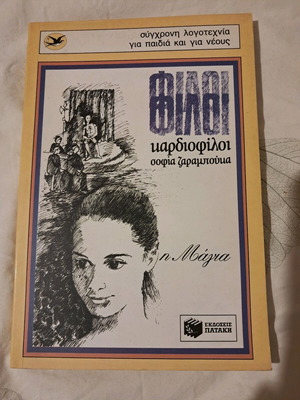 σύγχρονη λογοτεχνία
για παιδιά και για νέους
ΦΙΛΟΙ
καρδιοφίλοι
σοφία ζαραμπούκα
η Μάγια
ΕΚΔΟΣΕΙΣ
ΠΑΤΑΚΗ